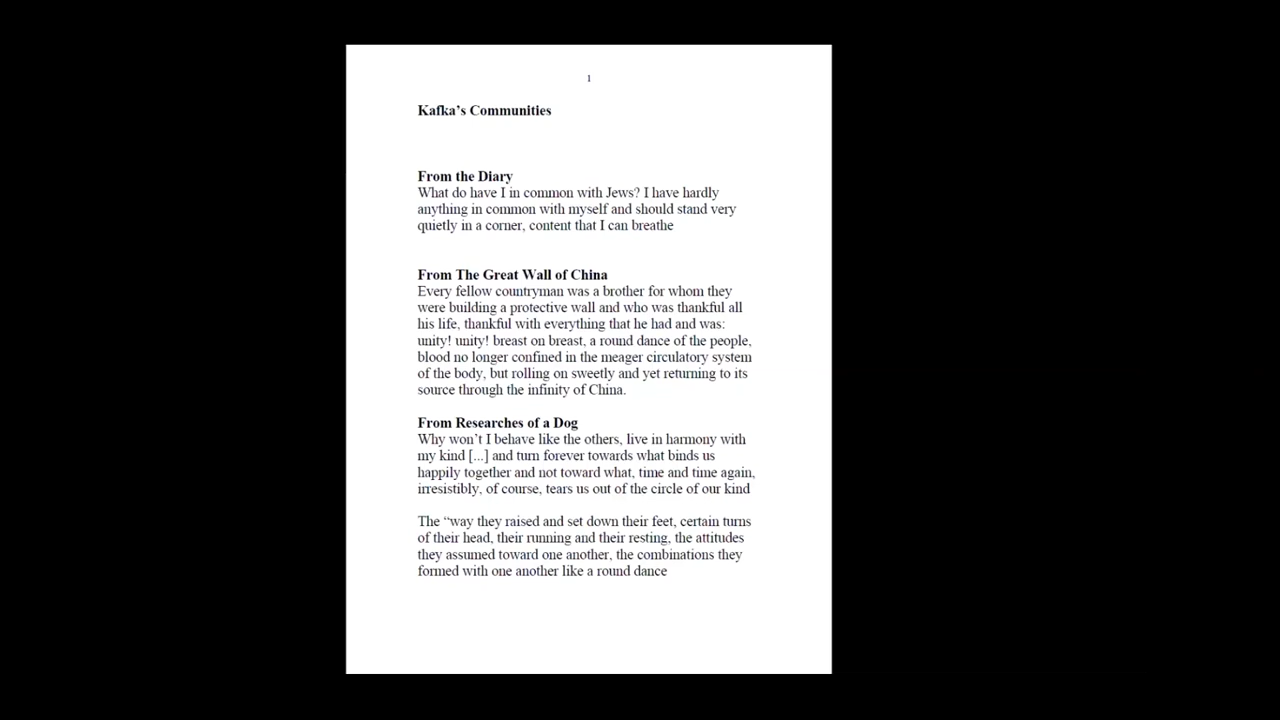 1
Kafka’s Communities
From the Diary
What do have I in common with Jews? I have hardly
anything in common with myself and should stand very
quietly in a corner, content that I can breathe
From The Great Wall of China
Every fellow countryman was a brother for whom they
were building a protective wall and who was thankful all
his life, thankful with everything that he had and was:
unity! unity! breast on breast, a round dance of the people,
blood no longer confined in the meager circulatory system
of the body, but rolling on sweetly and yet returning to its
source through the infinity of China.
From Researches of a Dog
Why won’t I behave like the others, live in harmony with
my kind [...] and turn forever towards what binds us
happily together and not toward what, time and time again,
irresistibly, of course, tears us out of the circle of our kind
The “way they raised and set down their feet, certain turns
of their head, their running and their resting, the attitudes
they assumed toward one another, the combinations they
formed with one another like a round dance